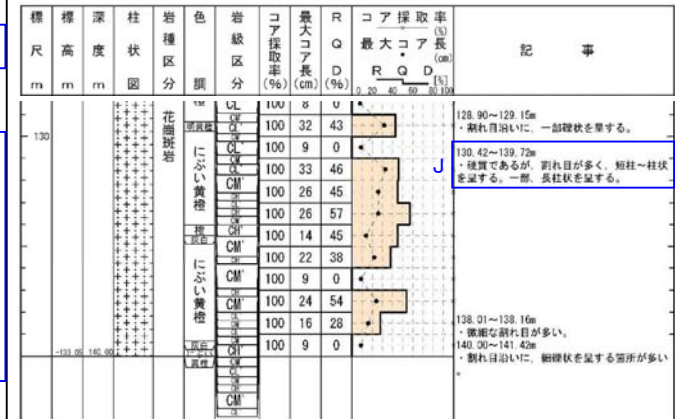 標尺 m
標高 m
深度 m
柱状図
岩種区分
色調
岩級区分
コア採取率(%)
最大コア長(cm)
RQD(%)
コア採取率(%)
最大コア長(cm)
RQD[%]
0 20 40 60 80 100
記事
花崗斑岩
明黄橙
にぶい黄橙
橙
灰白
にぶい黄橙
灰白
CL 100 8 0
130
CL 100 32 43
CL' 100 9 0
CL' 100 33 46
CM' 100 26 45
100 26 57
CH' 100 14 45
CM' 100 22 38
CM' 100 9 0
CM' 100 24 54
100 16 28
CH' 100 9 0
-133.05 140.00
CM'
128.90～129.15m
・割れ目沿いに、一部礫状を呈する。
J
130.42～139.72m
・硬質であるが、割れ目が多く、短柱～柱状
を呈する。一部、長柱状を呈する。
138.01～138.16m
・微細な割れ目が多い。
140.00～141.42m
・割れ目沿いに、細礫状を呈する箇所が多い
。